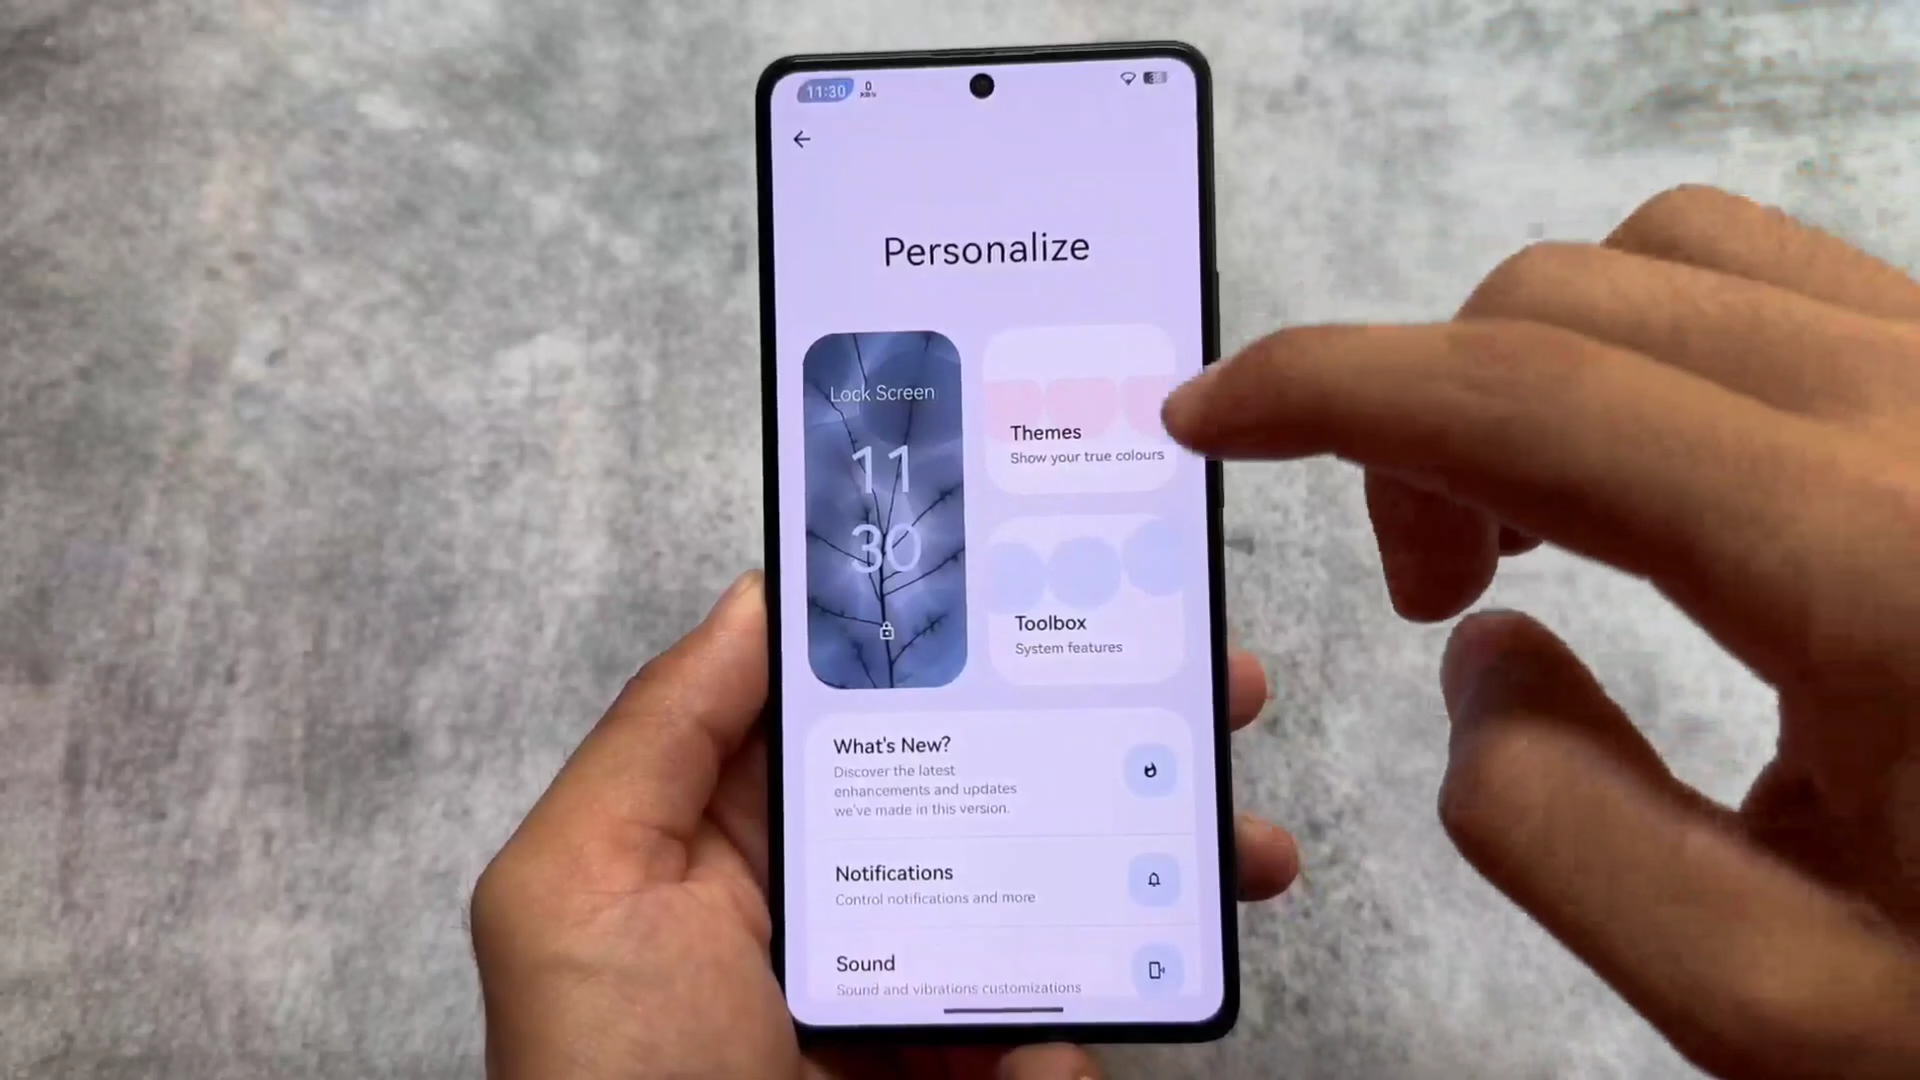 11:30
0
KB/s
Personalize
Lock Screen
11
30
Themes
Show your true colours
Toolbox
System features
What's New?
Discover the latest
enhancements and updates
we've made in this version.
Notifications
Control notifications and more
Sound
Sound and vibrations customizations